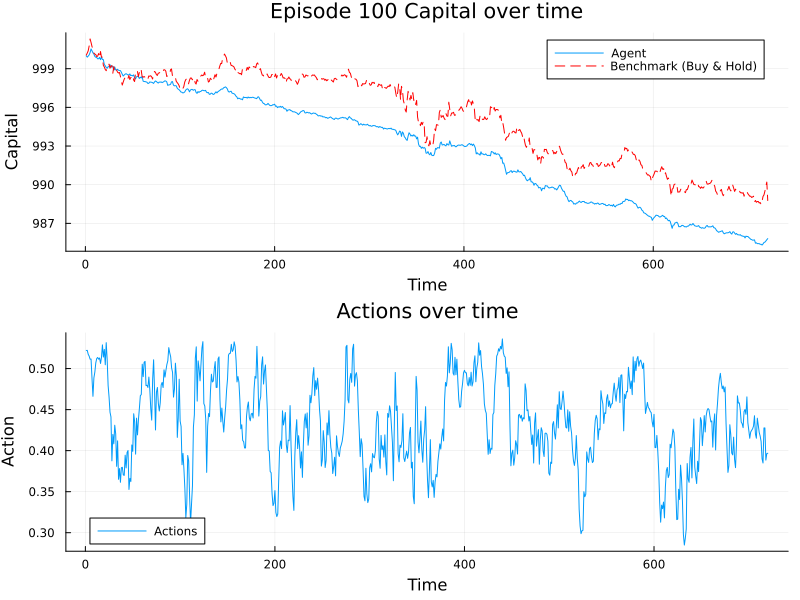 Episode 100 Capital over time
Agent
Benchmark (Buy & Hold)
999
996
993
990
987
Capital
0
200
400
600
Time
Actions over time
0.50
0.45
0.40
0.35
0.30
Action
Actions
0
200
400
600
Time